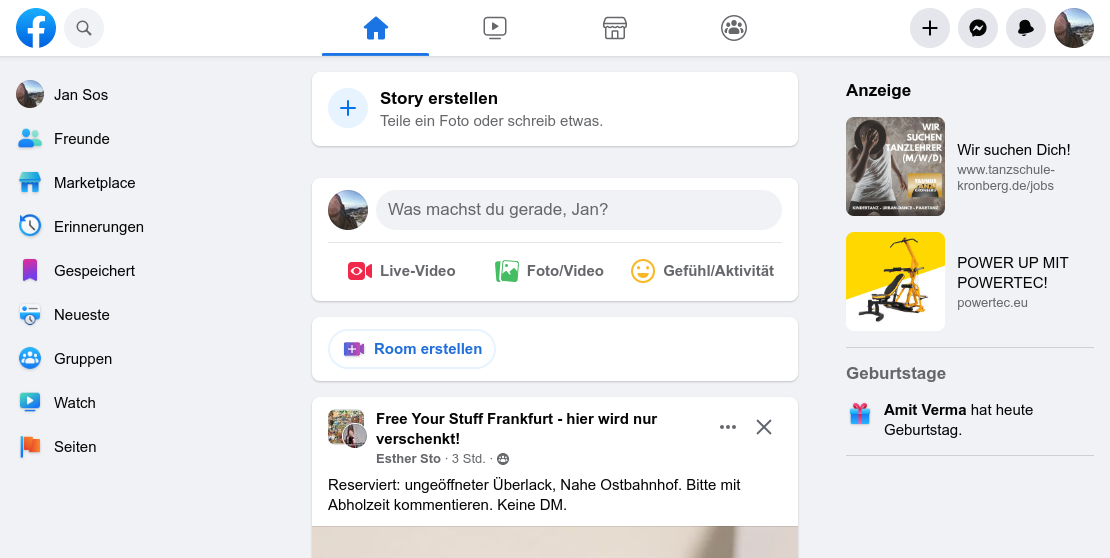 Jan Sos
Freunde
Marketplace
Erinnerungen
Gespeichert
Neueste
Gruppen
Watch
Seiten
Story erstellen
Teile ein Foto oder schreib etwas.
Was machst du gerade, Jan?
Live-Video
Foto/Video
Gefühl/Aktivität
Room erstellen
Free Your Stuff Frankfurt - hier wird nur
verschenkt!
Esther Sto · 3 Std. ·
Reserviert: ungeöffneter Überlack, Nahe Ostbahnhof. Bitte mit
Abholzeit kommentieren. Keine DM.
Anzeige
WIR
SUCHEN
TANZLEHRER
(M/W/D)
KINDERTANZ - URBAN-DANCE - PAARTANZ
Wir suchen Dich!
www.tanzschule-
kronberg.de/jobs
POWER UP MIT
POWERTEC!
powertec.eu
Geburtstage
Amit Verma hat heute
Geburtstag.